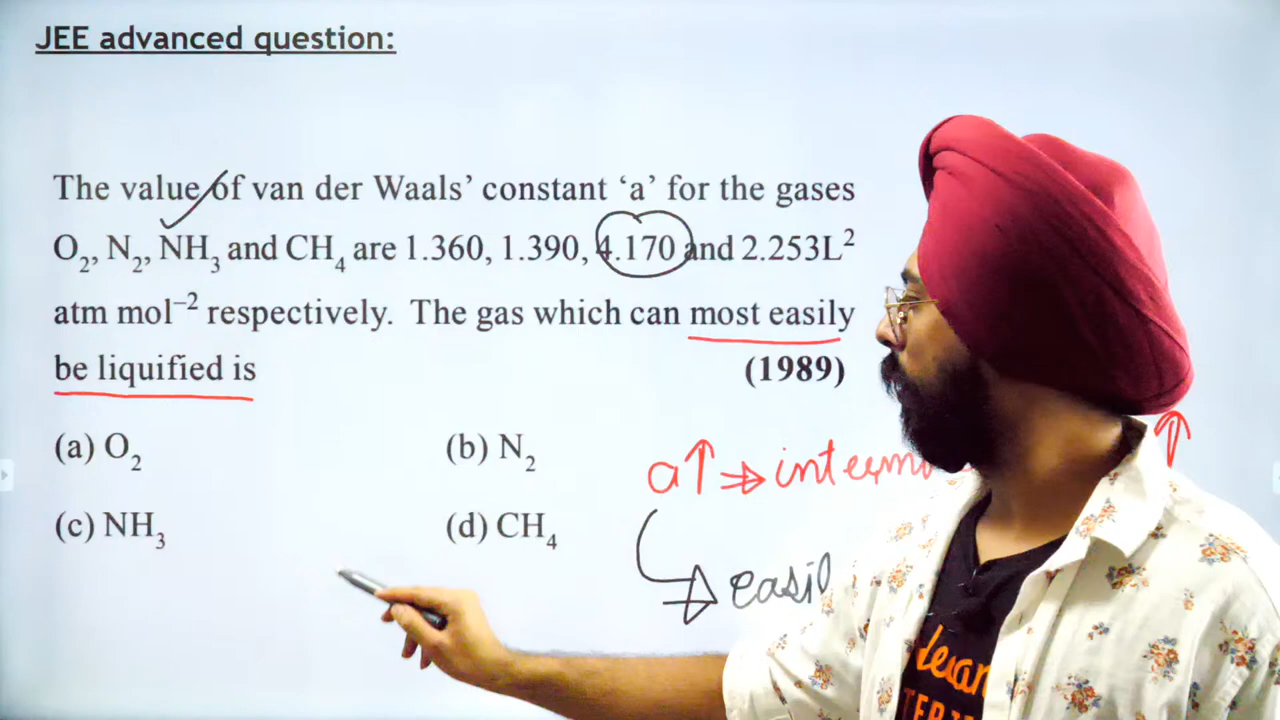 JEE advanced question:
The value of van der Waals’ constant ‘a’ for the gases
O₂, N₂, NH₃ and CH₄ are 1.360, 1.390, 4.170 and 2.253L²
atm mol⁻² respectively. The gas which can most easily
be liquified is (1989)
(a) O₂ (b) N₂
(c) NH₃ (d) CH₄
a↑ ⇒ ↑